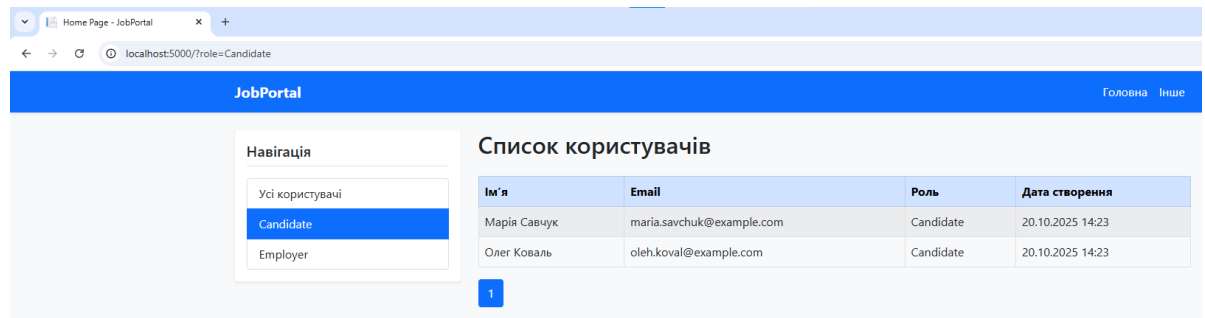 Home Page - JobPortal
localhost:5000/?role=Candidate
JobPortal Головна Інше
Навігація
Усі користувачі
Candidate
Employer
Список користувачів
Ім’я Email Роль Дата створення
Марія Савчук maria.savchuk@example.com Candidate 20.10.2025 14:23
Олег Коваль oleh.koval@example.com Candidate 20.10.2025 14:23
1